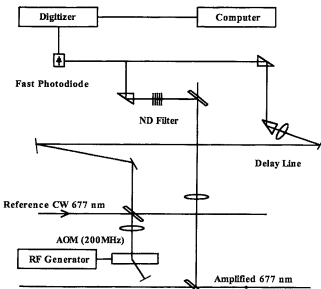 Digitizer
Computer
Fast Photodiode
ND Filter
Delay Line
Reference CW 677 nm
AOM (200MHz)
RF Generator
Amplified 677 nm